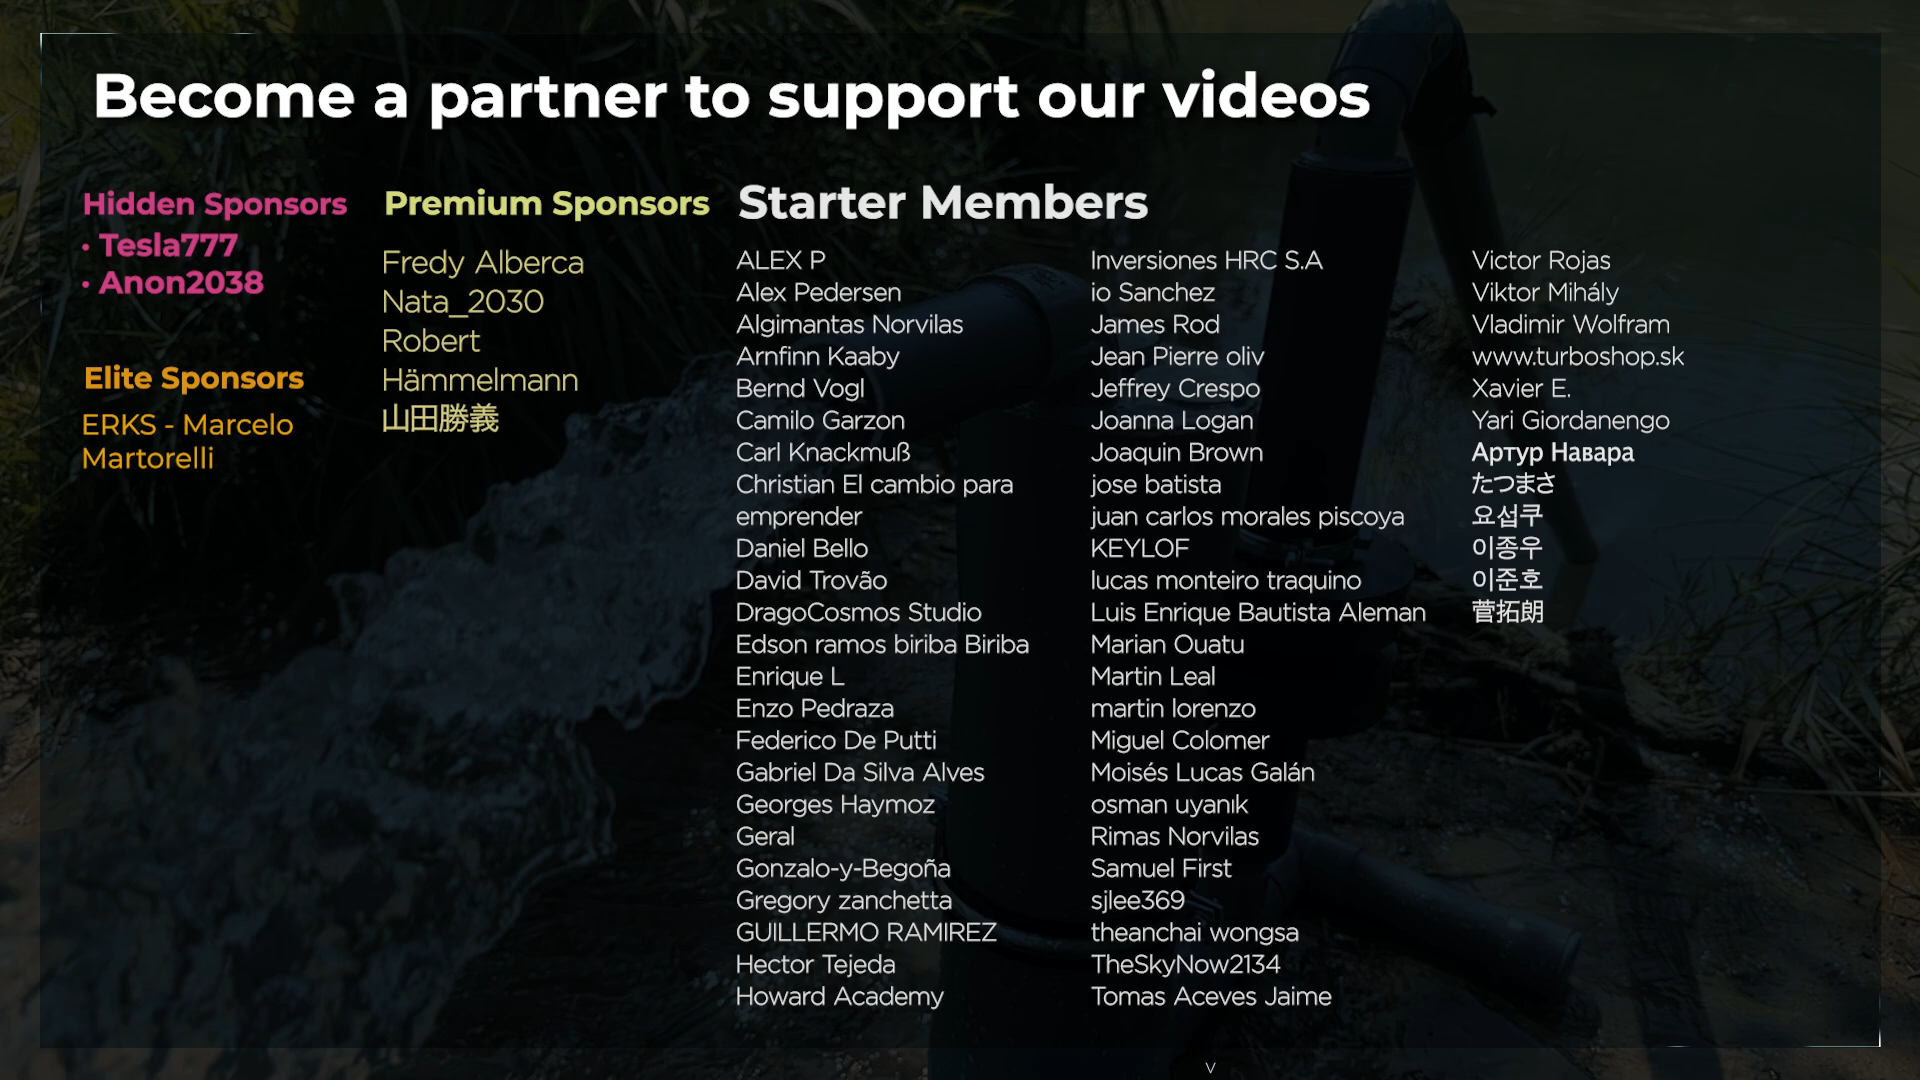 Become a partner to support our videos
Hidden Sponsors
• Tesla777
• Anon2038
Elite Sponsors
ERKS - Marcelo
Martorelli
Premium Sponsors
Fredy Alberca
Nata_2030
Robert
Hämmelmann
山田勝義
Starter Members
ALEX P
Alex Pedersen
Algimantas Norvilas
Arnfinn Kaaby
Bernd Vogl
Camilo Garzon
Carl Knackmuß
Christian El cambio para
emprender
Daniel Bello
David Trovão
DragoCosmos Studio
Edson ramos biriba Biriba
Enrique L
Enzo Pedraza
Federico De Putti
Gabriel Da Silva Alves
Georges Haymoz
Geral
Gonzalo-y-Begoña
Gregory zanchetta
GUILLERMO RAMIREZ
Hector Tejeda
Howard Academy
Inversiones HRC S.A
io Sanchez
James Rod
Jean Pierre oliv
Jeffrey Crespo
Joanna Logan
Joaquin Brown
jose batista
juan carlos morales piscoya
KEYLOF
lucas monteiro traquino
Luis Enrique Bautista Aleman
Marian Ouatu
Martin Leal
martin lorenzo
Miguel Colomer
Moisés Lucas Galán
osman uyanık
Rimas Norvilas
Samuel First
sjlee369
theanchai wongsa
TheSkyNow2134
Tomas Aceves Jaime
Victor Rojas
Viktor Mihály
Vladimir Wolfram
www.turboshop.sk
Xavier E.
Yari Giordanengo
Артур Навара
たつまさ
요섭쿠
이종우
이준호
菅拓朗
v